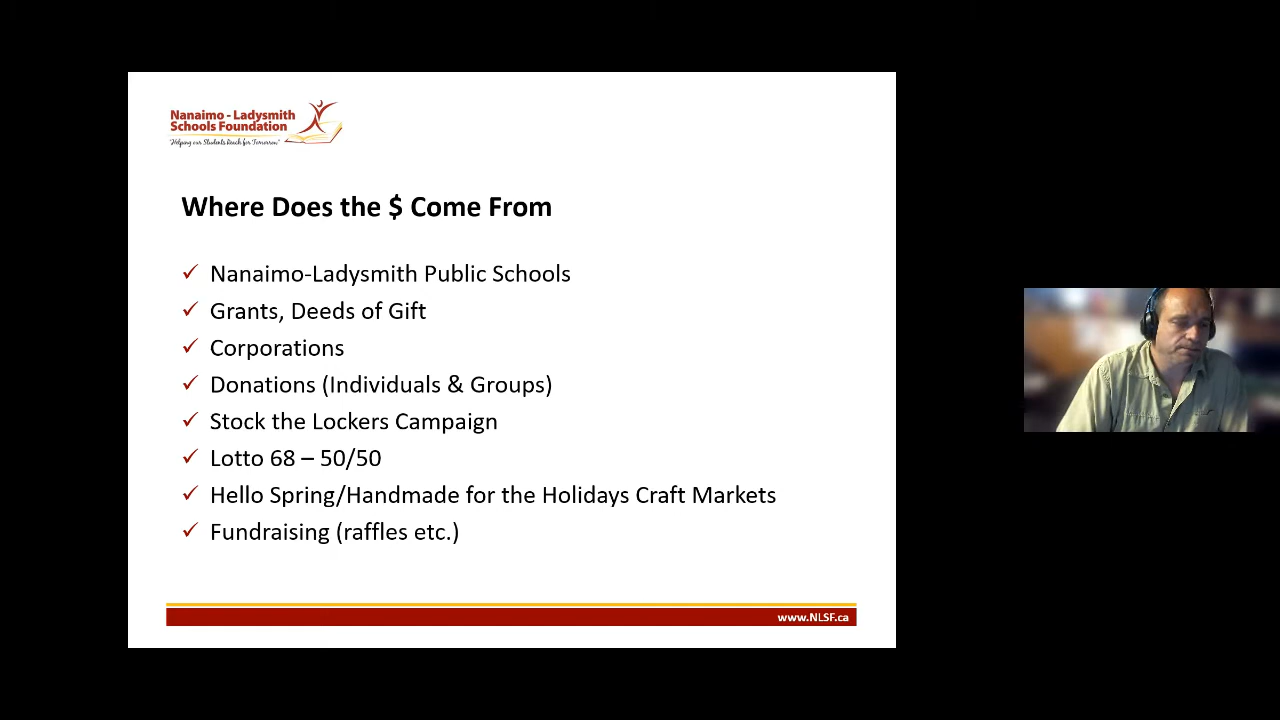 Nanaimo - Ladysmith
Schools Foundation
"Helping our Students Reach for Tomorrow"
Where Does the $ Come From
✓ Nanaimo-Ladysmith Public Schools
✓ Grants, Deeds of Gift
✓ Corporations
✓ Donations (Individuals & Groups)
✓ Stock the Lockers Campaign
✓ Lotto 68 – 50/50
✓ Hello Spring/Handmade for the Holidays Craft Markets
✓ Fundraising (raffles etc.)
www.NLSF.ca